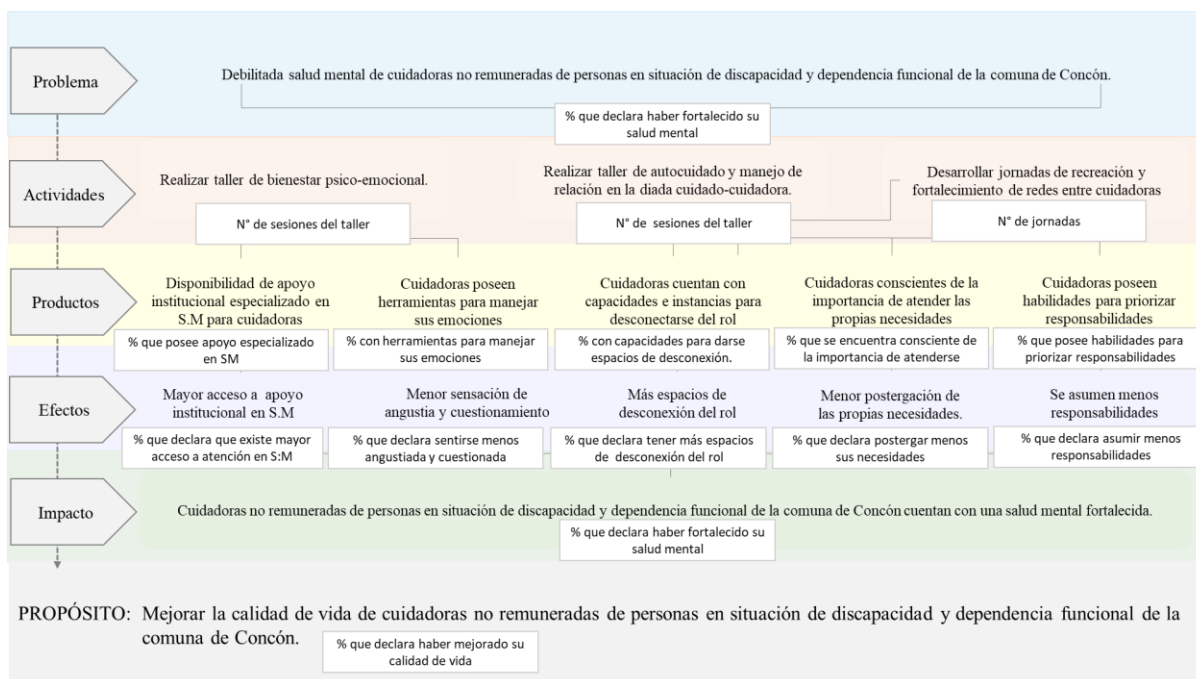 Problema
Debilitada salud mental de cuidadoras no remuneradas de personas en situación de discapacidad y dependencia funcional de la comuna de Concón.
% que declara haber fortalecido su
salud mental
Actividades
Realizar taller de bienestar psico-emocional.
N° de sesiones del taller
Realizar taller de autocuidado y manejo de
relación en la diada cuidado-cuidadora.
N° de  sesiones del taller
Desarrollar jornadas de recreación y
fortalecimiento de redes entre cuidadoras
N° de jornadas
Productos
Disponibilidad de apoyo
institucional especializado en
S.M para cuidadoras
% que posee apoyo especializado
en SM
Cuidadoras poseen
herramientas para manejar
sus emociones
% con herramientas para manejar
sus emociones
Cuidadoras cuentan con
capacidades e instancias para
desconectarse del rol
% con capacidades para darse
espacios de desconexión.
Cuidadoras conscientes de la
importancia de atender las
propias necesidades
% que se encuentra consciente de
la importancia de atenderse
Cuidadoras poseen
habilidades para priorizar
responsabilidades
% que posee habilidades para
priorizar responsabilidades
Efectos
Mayor acceso a  apoyo
institucional en S.M
% que declara que existe mayor
acceso a atención en S:M
Menor sensación de
angustia y cuestionamiento
% que declara sentirse menos
angustiada y cuestionada
Más espacios de
desconexión del rol
% que declara tener más espacios
de  desconexión del rol
Menor postergación de
las propias necesidades.
% que declara postergar menos
sus necesidades
Se asumen menos
responsabilidades
% que declara asumir menos
responsabilidades
Impacto
Cuidadoras no remuneradas de personas en situación de discapacidad y dependencia funcional de la comuna de Concón cuentan con una salud mental fortalecida.
% que declara haber fortalecido su
salud mental
PROPÓSITO: Mejorar la calidad de vida de cuidadoras no remuneradas de personas en situación de discapacidad y dependencia funcional de la
comuna de Concón.
% que declara haber mejorado su
calidad de vida